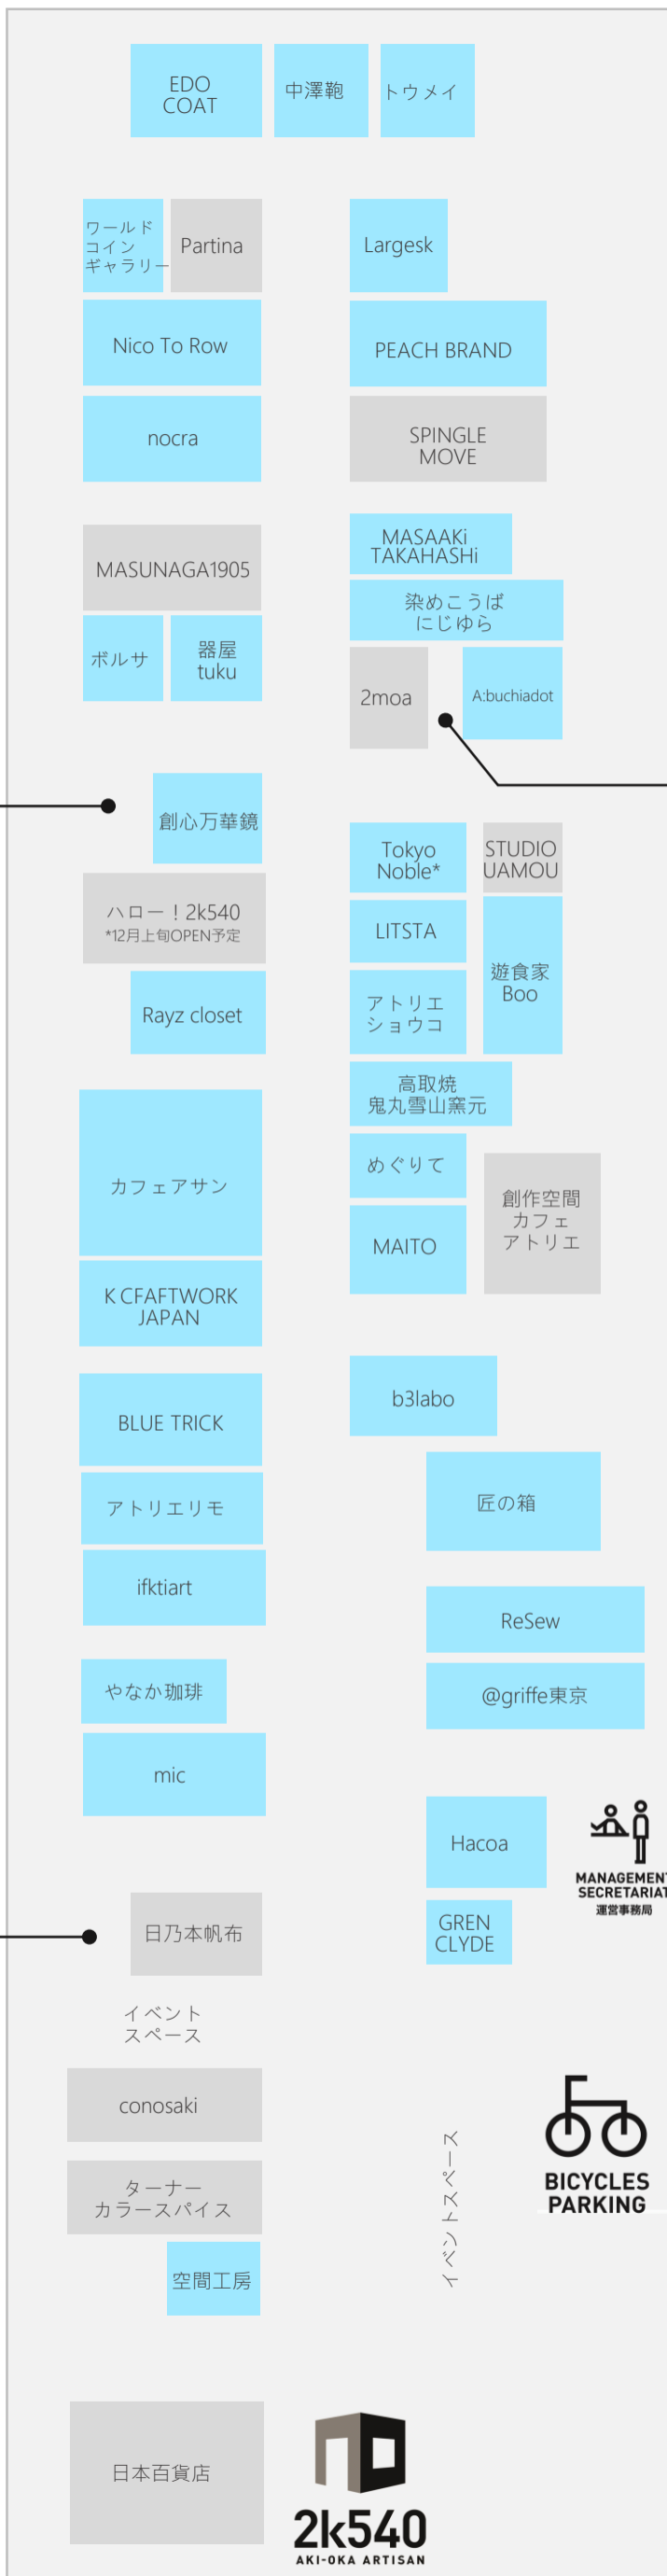 EDO
COAT
中澤鞄
トウメイ
ワールド
コイン
ギャラリー
Partina
Largesk
Nico To Row
PEACH BRAND
nocra
SPINGLE
MOVE
MASUNAGA1905
MASAAKi
TAKAHASHi
ボルサ
器屋
tuku
染めこうば
にじゆら
2moa
A:buchiadot
創心万華鏡
Tokyo
Noble*
STUDIO
UAMOU
ハロー！2k540
*12月上旬OPEN予定
LITSTA
遊食家
Boo
Rayz closet
アトリエ
ショウコ
高取焼
鬼丸雪山窯元
カフェアサン
めぐりて
創作空間
カフェ
アトリエ
MAITO
K CFAFTWORK
JAPAN
b3labo
BLUE TRICK
匠の箱
アトリエリモ
ifktiart
ReSew
やなか珈琲
@griffe東京
mic
Hacoa
MANAGEMENT
SECRETARIAT
運営事務局
日乃本帆布
GREN
CLYDE
イベント
スペース
conosaki
イベントスペース
BICYCLES
PARKING
ターナー
カラースパイス
空間工房
日本百貨店
2k540
AKI-OKA ARTISAN